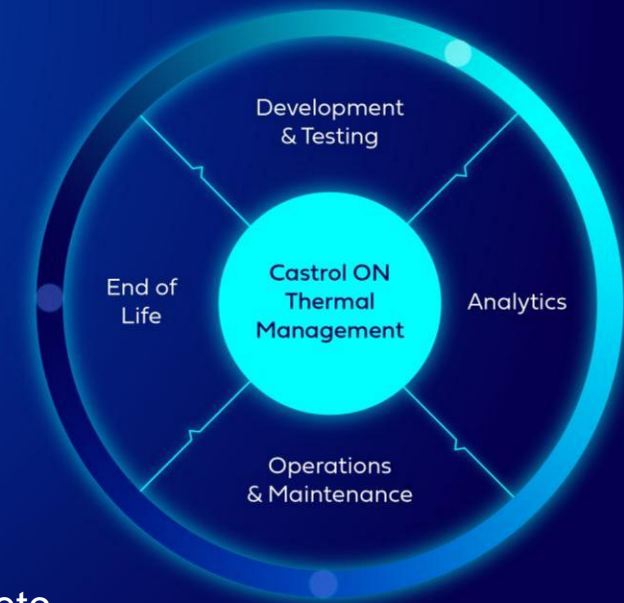 Development
& Testing
Castrol ON
Thermal
Management
End of
Life
Analytics
Operations
& Maintenance